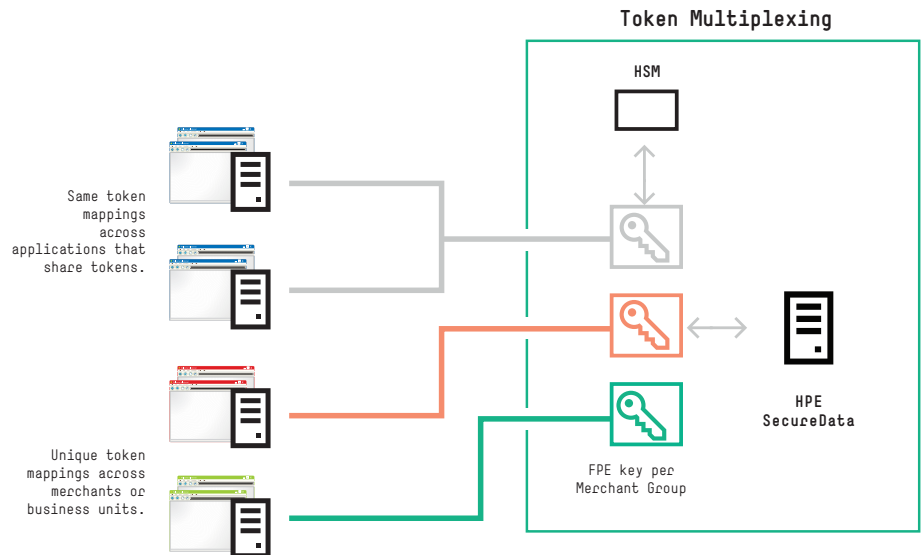 Token Multiplexing
HSM
Same token
mappings
across
applications that
share tokens.
HPE
SecureData
Unique token
mappings across
merchants or
business units.
FPE key per
Merchant Group